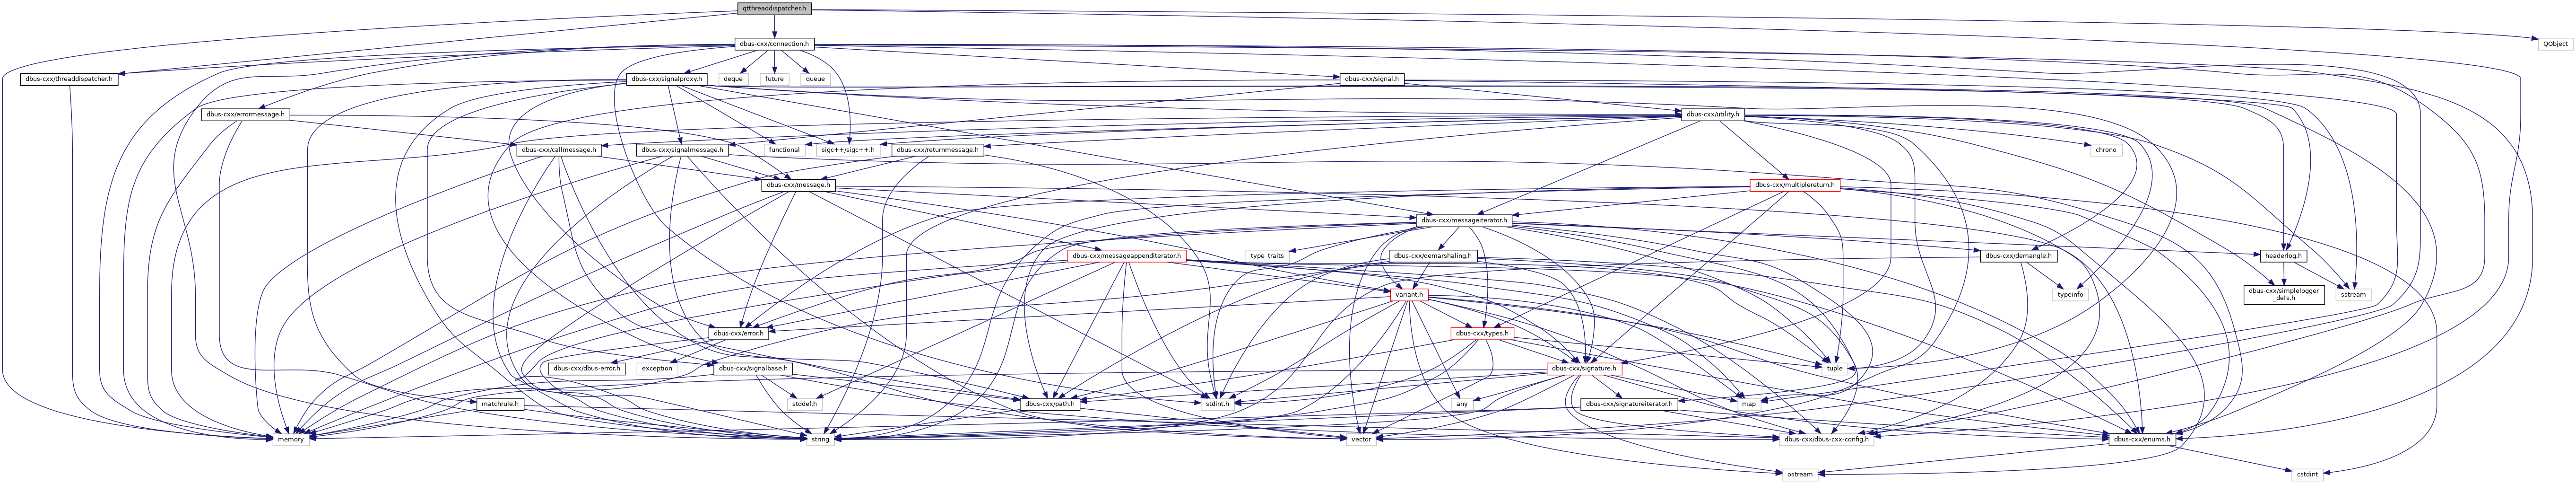 qtthreaddispatcher.h
dbus-cxx/connection.h
QObject
dbus-cxx/threaddispatcher.h
dbus-cxx/signalproxy.h
deque
future
queue
dbus-cxx/signal.h
dbus-cxx/errormessage.h
dbus-cxx/utility.h
dbus-cxx/callmessage.h
dbus-cxx/signalmessage.h
functional
sigc++/sigc++.h
dbus-cxx/returnmessage.h
chrono
dbus-cxx/message.h
dbus-cxx/multiplereturn.h
dbus-cxx/messageiterator.h
dbus-cxx/messageappenditerator.h
type_traits
dbus-cxx/demarshaling.h
dbus-cxx/demangle.h
headerlog.h
variant.h
typeinfo
dbus-cxx/simplelogger
_defs.h
sstream
dbus-cxx/error.h
dbus-cxx/types.h
dbus-cxx/dbus-error.h
exception
dbus-cxx/signalbase.h
dbus-cxx/signature.h
tuple
matchrule.h
stddef.h
dbus-cxx/path.h
stdint.h
any
dbus-cxx/signatureiterator.h
map
memory
string
vector
dbus-cxx/dbus-cxx-config.h
dbus-cxx/enums.h
ostream
cstdint